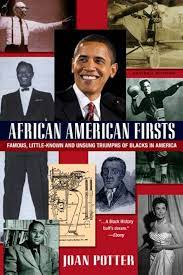 AFRICAN AMERICAN FIRSTS
FAMOUS, LITTLE-KNOWN AND UNSUNG TRIUMPHS OF BLACKS IN AMERICA
"...A Black History
buff's dream."
—Ebony
JOAN POTTER